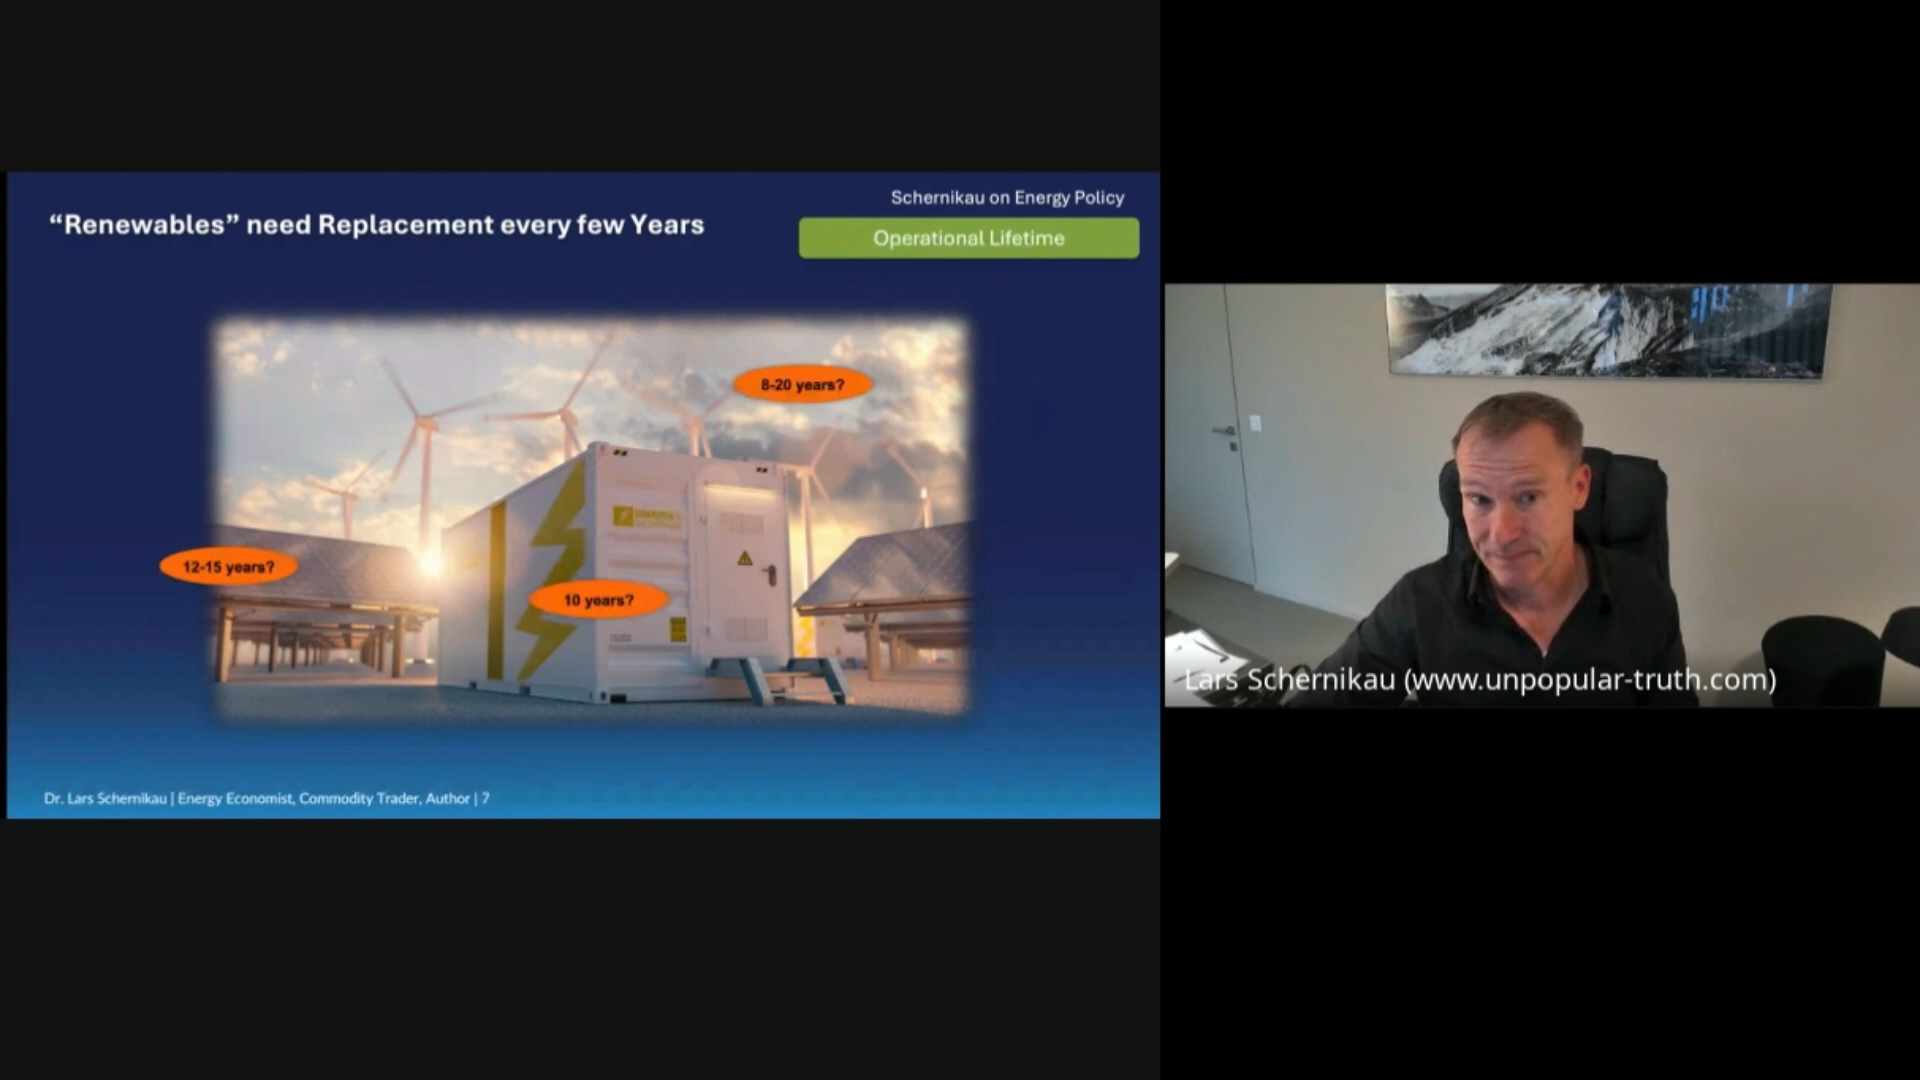 Schernikau on Energy Policy
“Renewables” need Replacement every few Years
Operational Lifetime
8-20 years?
12-15 years?
10 years?
Dr. Lars Schernikau | Energy Economist, Commodity Trader, Author | 7
Lars Schernikau (www.unpopular-truth.com)